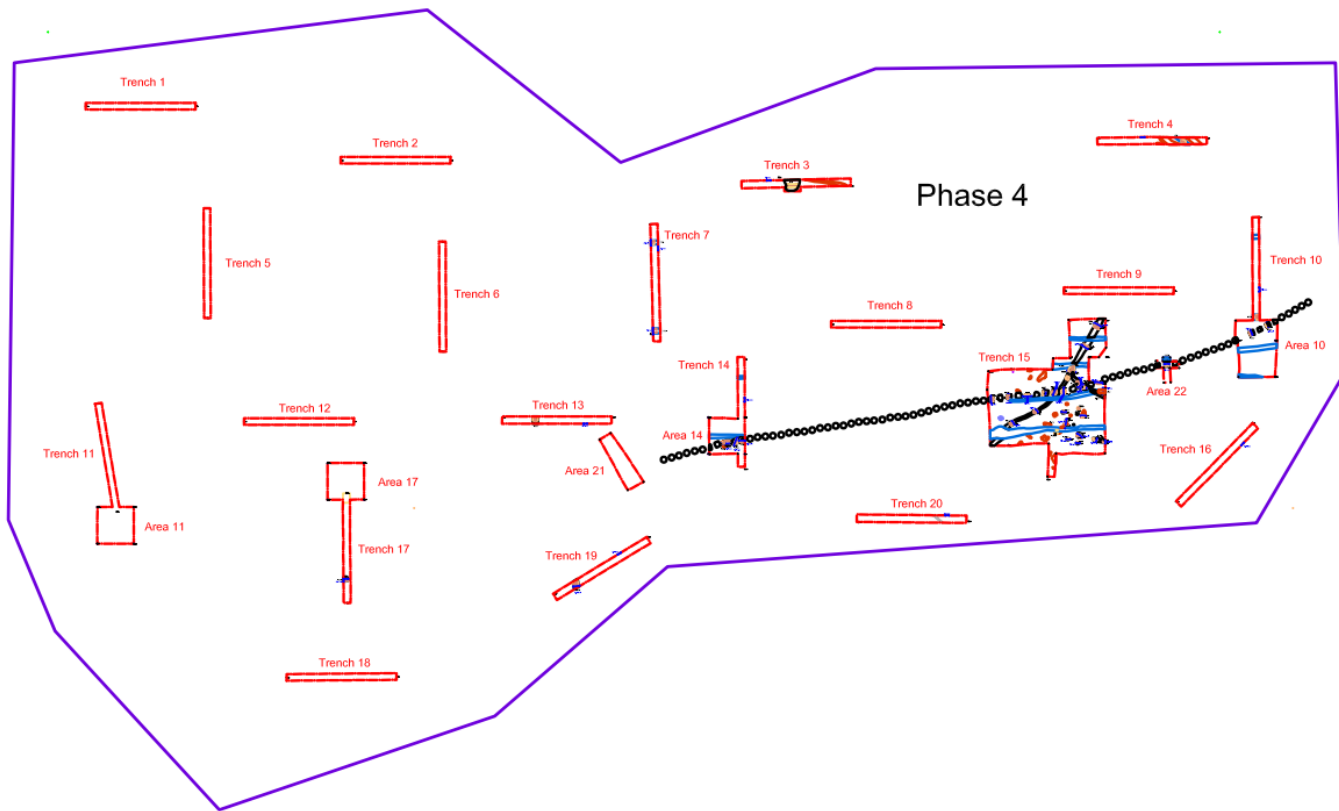 Trench 1
Trench 4
Trench 2
Trench 3
Phase 4
Trench 7
Trench 5
Trench 10
Trench 9
Trench 6
Trench 8
Area 10
Trench 15
Trench 14
Area 22
Trench 12
Trench 13
Area 14
Trench 16
Trench 11
Area 21
Area 17
Area 11
Trench 20
Trench 17
Trench 19
Trench 18